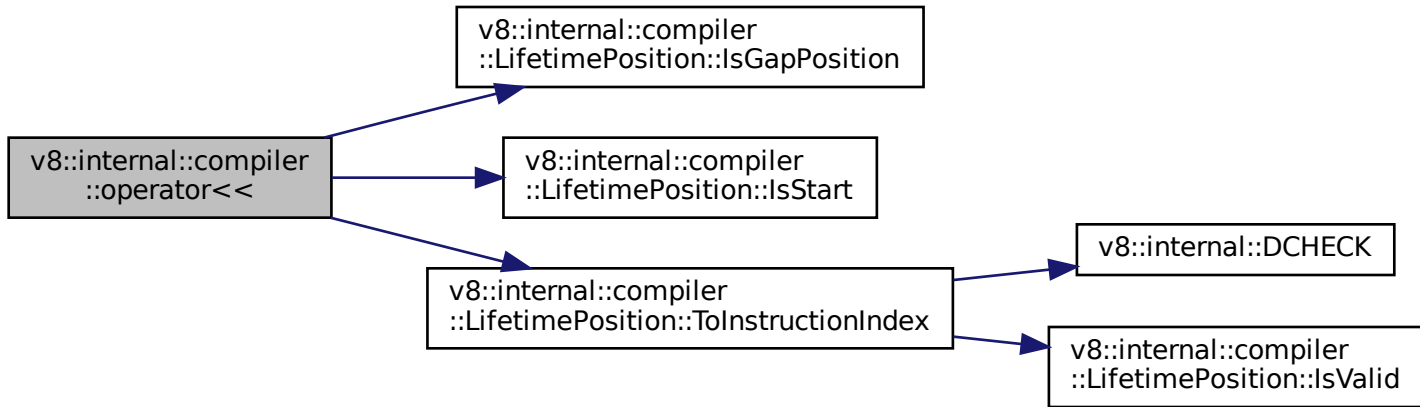 v8::internal::compiler
::LifetimePosition::IsGapPosition
v8::internal::compiler
::operator<<
v8::internal::compiler
::LifetimePosition::IsStart
v8::internal::DCHECK
v8::internal::compiler
::LifetimePosition::ToInstructionIndex
v8::internal::compiler
::LifetimePosition::IsValid